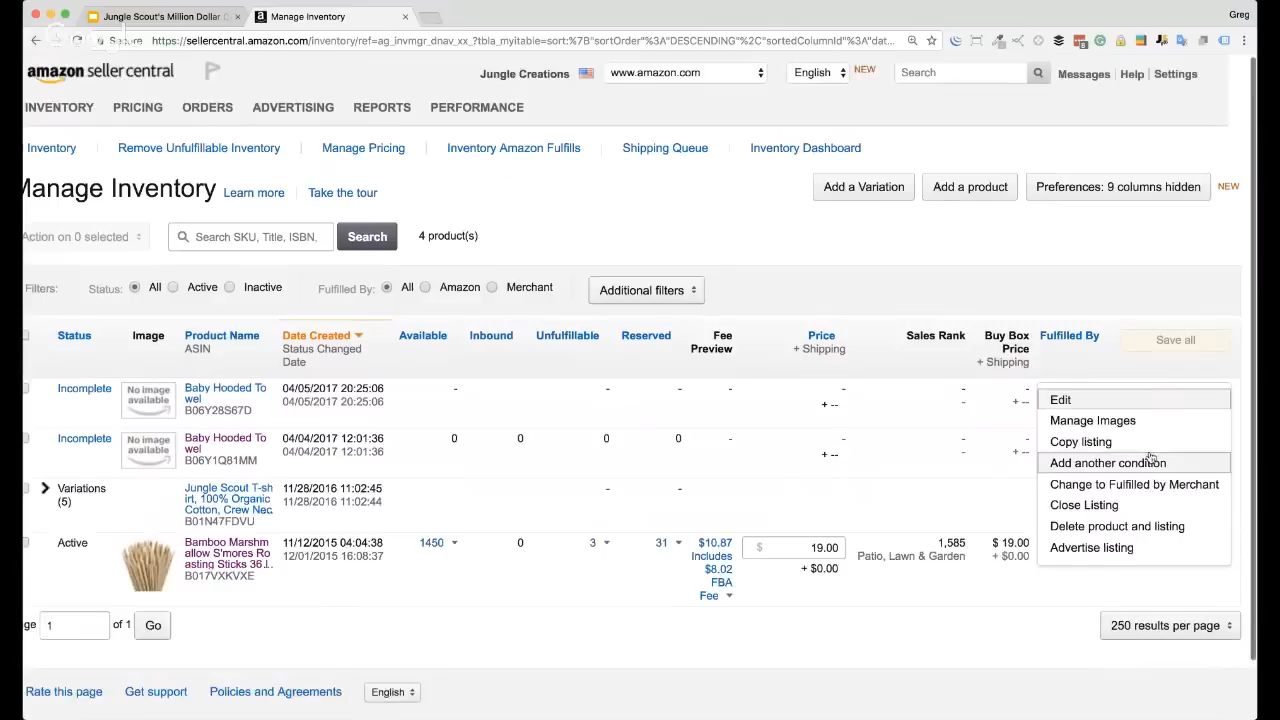 Jungle Scout's Million Dollar C
Manage Inventory
Greg
Secure
https://sellercentral.amazon.com/inventory/ref=ag_invmgr_dnav_xx_?tbla_myitable=sort:%7B"sortOrder"%3A"DESCENDING"%2C"sortedColumnId"%3A"dat...
amazon seller central
Jungle Creations
www.amazon.com
English
NEW
Search
Messages | Help | Settings
INVENTORY PRICING ORDERS ADVERTISING REPORTS PERFORMANCE
Inventory Remove Unfulfillable Inventory Manage Pricing Inventory Amazon Fulfills Shipping Queue Inventory Dashboard
Manage Inventory Learn more Take the tour
Add a Variation Add a product Preferences: 9 columns hidden NEW
Action on 0 selected Search SKU, Title, ISBN, Search 4 product(s)
Filters: Status: All Active Inactive Fulfilled By: All Amazon Merchant Additional filters
Status Image Product Name Date Created Available Inbound Unfulfillable Reserved Fee Price Sales Rank Buy Box Fulfilled By Save all
ASIN Status Changed Preview + Shipping Price
Date + Shipping
Incomplete No image available Baby Hooded To 04/05/2017 20:25:06 - - - - - - -
wel 04/05/2017 20:25:06 + -- + --
B06Y28S67D
Incomplete No image available Baby Hooded To 04/04/2017 12:01:36 0 0 0 0 - - -
wel 04/04/2017 12:01:36 + -- + --
B06Y1Q81MM
Variations Jungle Scout T-sh 11/28/2016 11:02:45 - -
(5) irt, 100% Organic 11/28/2016 11:02:44
Cotton, Crew Nec
B01N47FDVU
Active Bamboo Marshm 11/12/2015 04:04:38 1450 0 3 31 $10.87 $ 19.00 1,585 $ 19.00
allow S'mores Ro 12/01/2015 16:08:37 Includes Patio, Lawn & Garden + $0.00
asting Sticks 36... $8.02 + $0.00
B017VXKVXE FBA
Fee
Edit
Manage Images
Copy listing
Add another condition
Change to Fulfilled by Merchant
Close Listing
Delete product and listing
Advertise listing
ge 1 of 1 Go 250 results per page
Rate this page Get support Policies and Agreements English